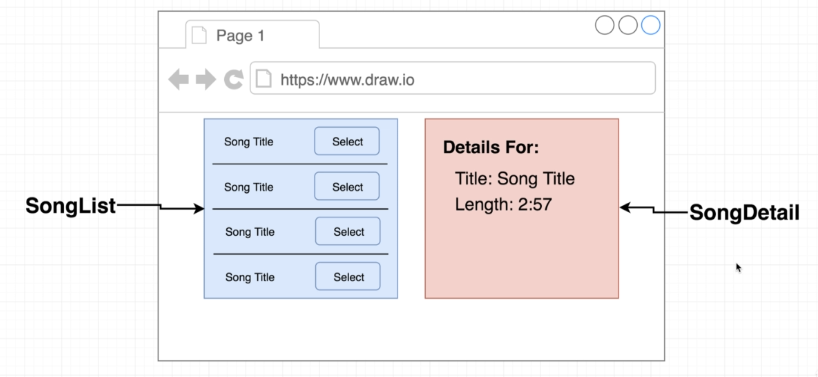 Page 1
https://www.draw.io
Song Title Select
Song Title Select
Song Title Select
Song Title Select
Details For:
Title: Song Title
Length: 2:57
SongList
SongDetail